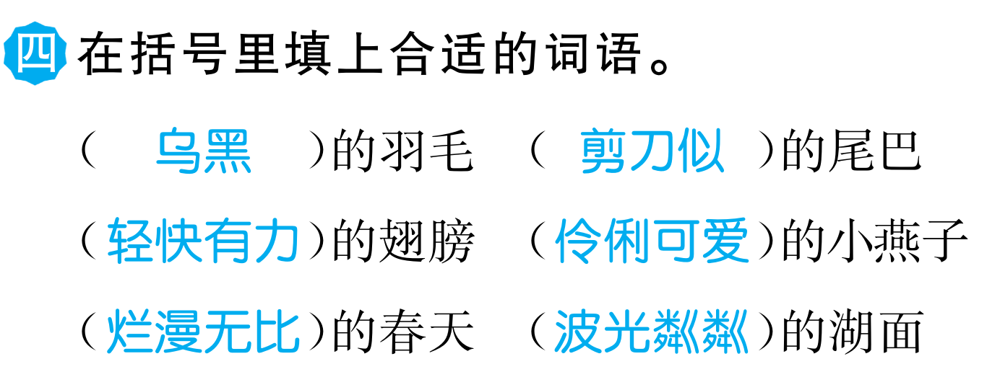 四 在括号里填上合适的词语。
（乌黑）的羽毛 （剪刀似）的尾巴
（轻快有力）的翅膀 （伶俐可爱）的小燕子
（烂漫无比）的春天 （波光粼粼）的湖面